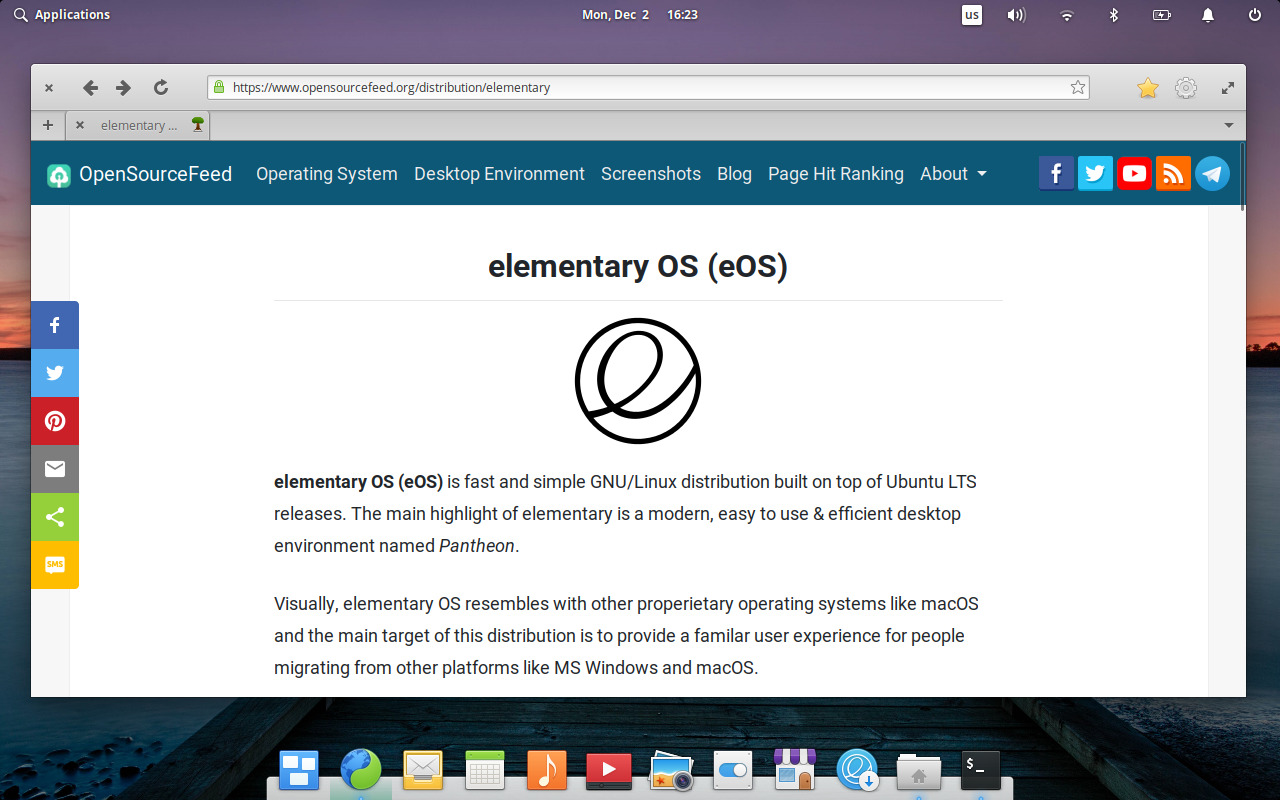 Applications
Mon, Dec 2 16:23
us
https://www.opensourcefeed.org/distribution/elementary
elementary ...
OpenSourceFeed Operating System Desktop Environment Screenshots Blog Page Hit Ranking About
elementary OS (eOS)
elementary OS (eOS) is fast and simple GNU/Linux distribution built on top of Ubuntu LTS
releases. The main highlight of elementary is a modern, easy to use & efficient desktop
environment named Pantheon.
Visually, elementary OS resembles with other properietary operating systems like macOS
and the main target of this distribution is to provide a familar user experience for people
migrating from other platforms like MS Windows and macOS.
SMS
$_